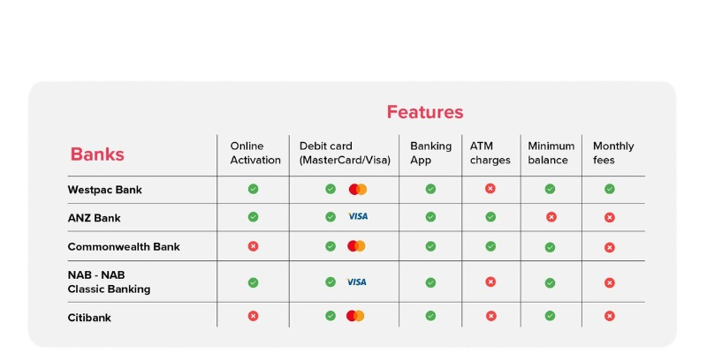 Features
Banks
Online
Activation
Debit card
(MasterCard/Visa)
Banking
App
ATM
charges
Minimum
balance
Monthly
fees
Westpac Bank
ANZ Bank
VISA
Commonwealth Bank
NAB - NAB
Classic Banking
VISA
Citibank